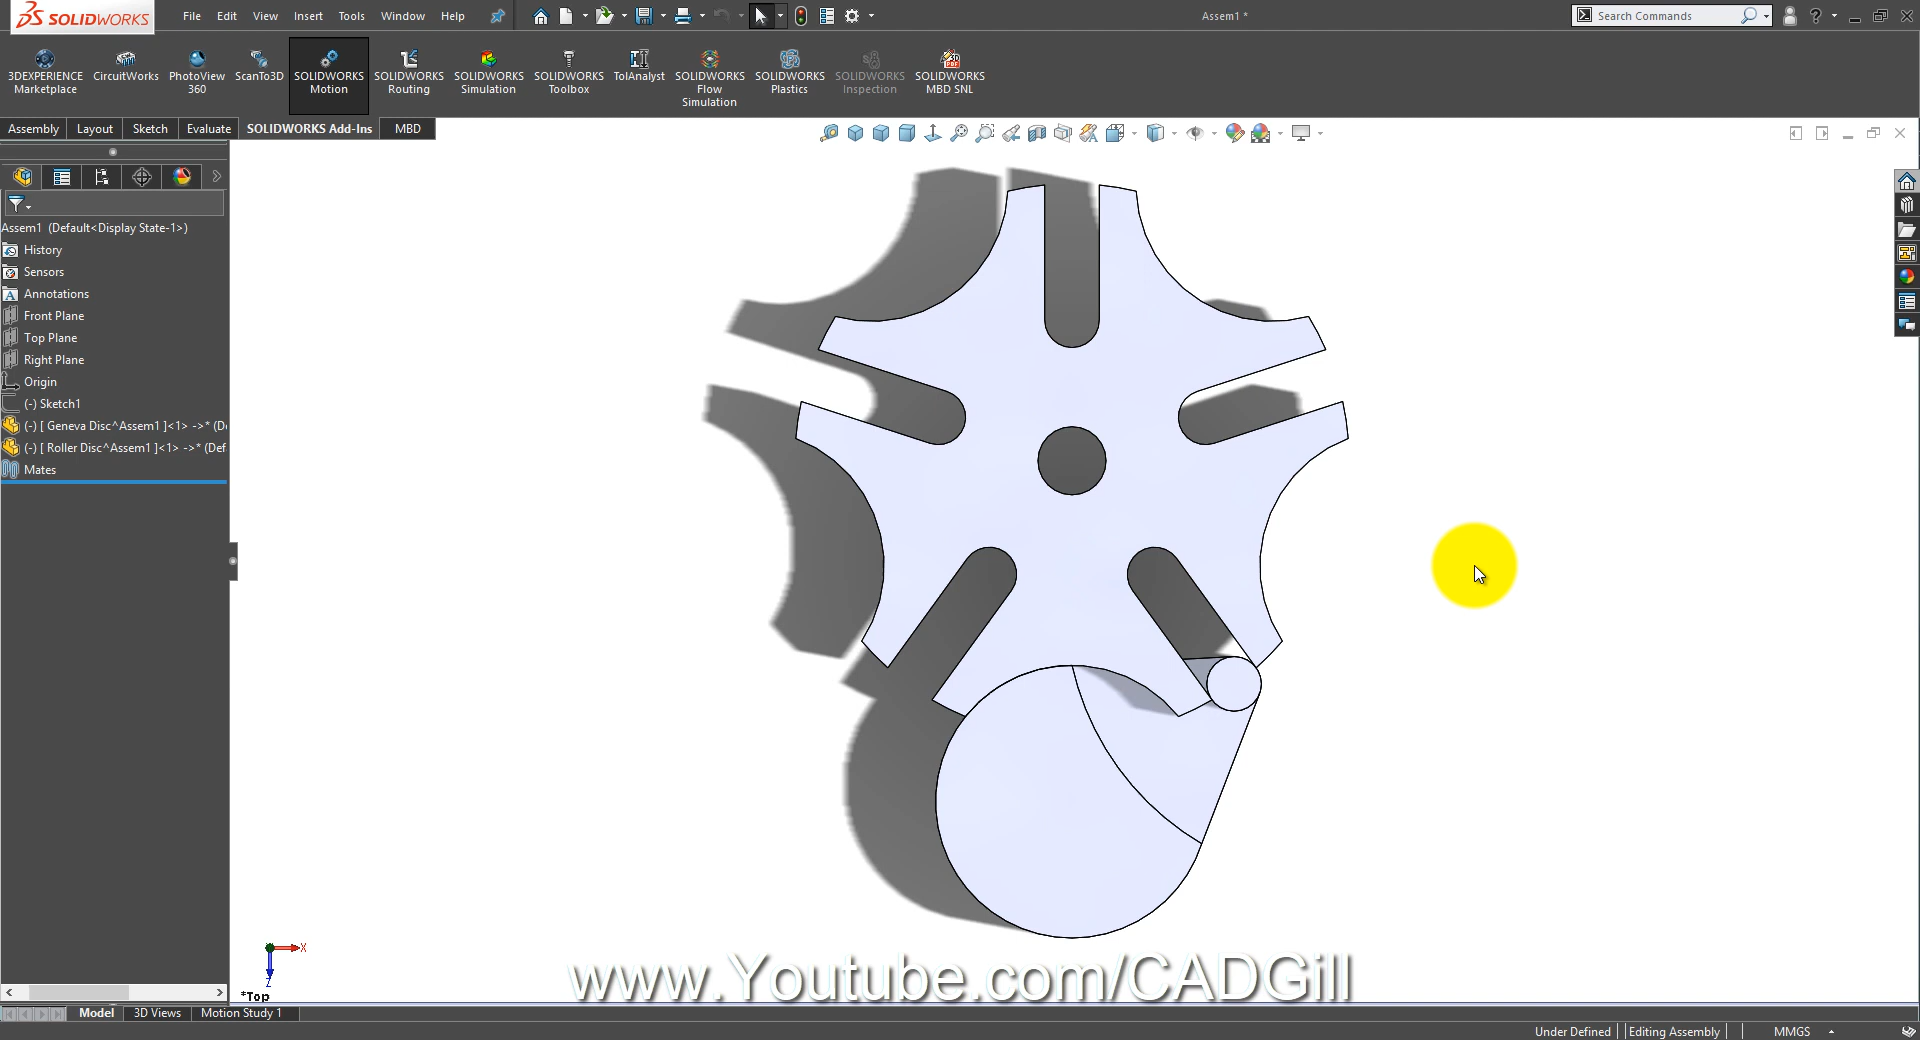 SOLIDWORKS File Edit View Insert Tools Window Help Assem1 * Search Commands ?
3DEXPERIENCE Marketplace
CircuitWorks
PhotoView 360
ScanTo3D
SOLIDWORKS Motion
SOLIDWORKS Routing
SOLIDWORKS Simulation
SOLIDWORKS Toolbox
TolAnalyst
SOLIDWORKS Flow Simulation
SOLIDWORKS Plastics
SOLIDWORKS Inspection
SOLIDWORKS MBD SNL
Assembly Layout Sketch Evaluate SOLIDWORKS Add-Ins MBD
Assem1 (Default<Display State-1>)
History
Sensors
Annotations
Front Plane
Top Plane
Right Plane
Origin
(-) Sketch1
(-) [ Geneva Disc^Assem1 ]<1> ->* (D
(-) [ Roller Disc^Assem1 ]<1> ->* (Def
Mates
X
Z
*Top
www.Youtube.com/CADGill
Model 3D Views Motion Study 1
Under Defined Editing Assembly MMGS